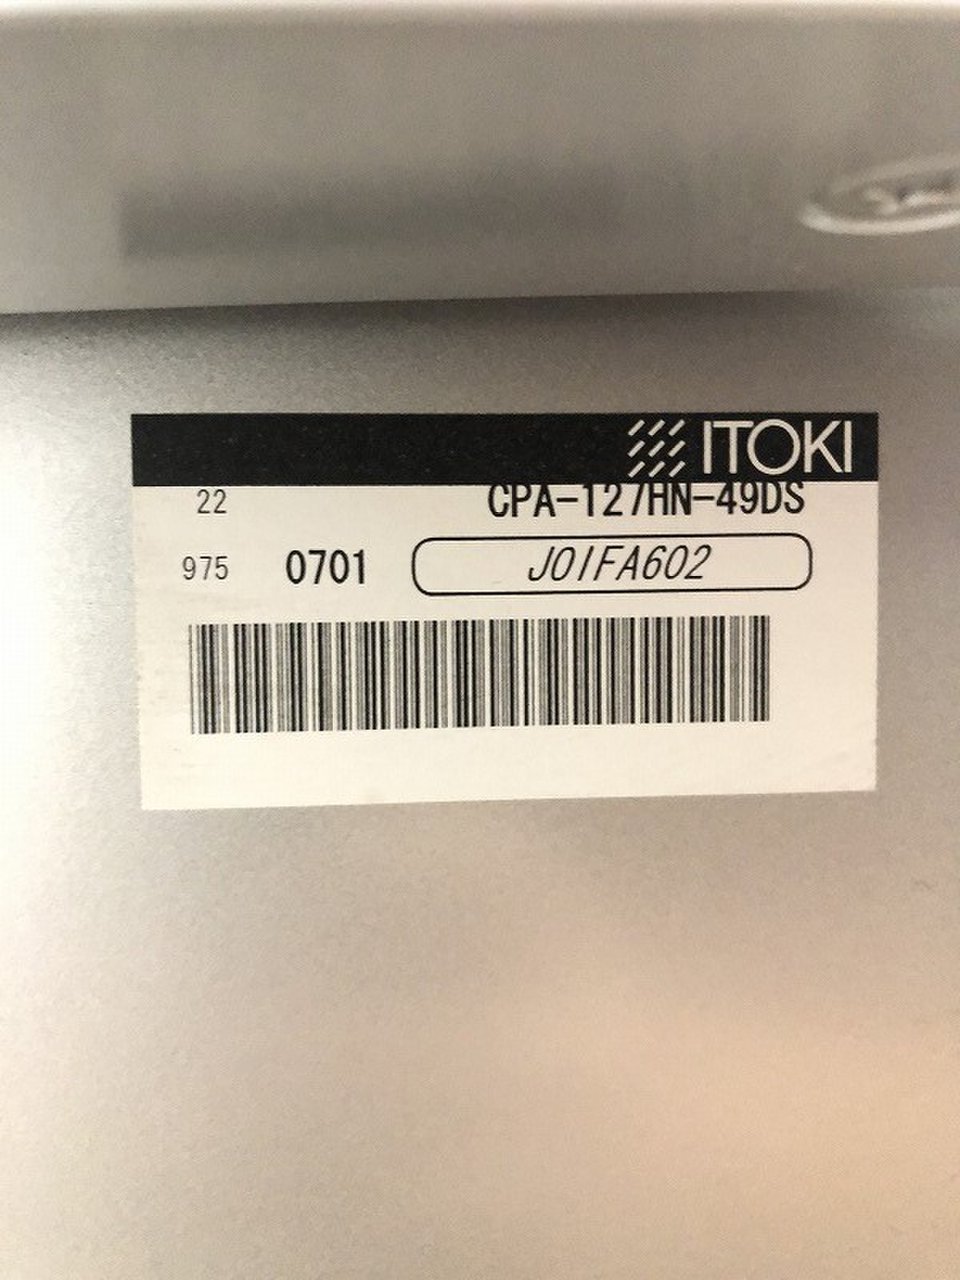 ITOKI
22 CPA-127HN-49DS
975 0701 J01FA602